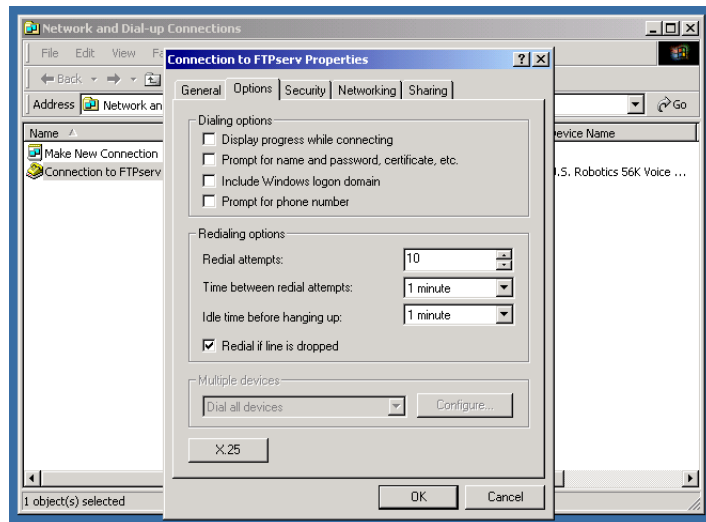 Network and Dial-up Connections
File Edit View Fa
Connection to FTPserv Properties
Back
General Options Security Networking Sharing
Address Network an
Go
Dialing options
Name
Device Name
Display progress while connecting
Make New Connection
Prompt for name and password, certificate, etc.
Connection to FTPserv
.S. Robotics 56K Voice ...
Include Windows logon domain
Prompt for phone number
Redialing options
Redial attempts: 10
Time between redial attempts: 1 minute
Idle time before hanging up: 1 minute
Redial if line is dropped
Multiple devices
Dial all devices
Configure...
X.25
1 object(s) selected
OK Cancel